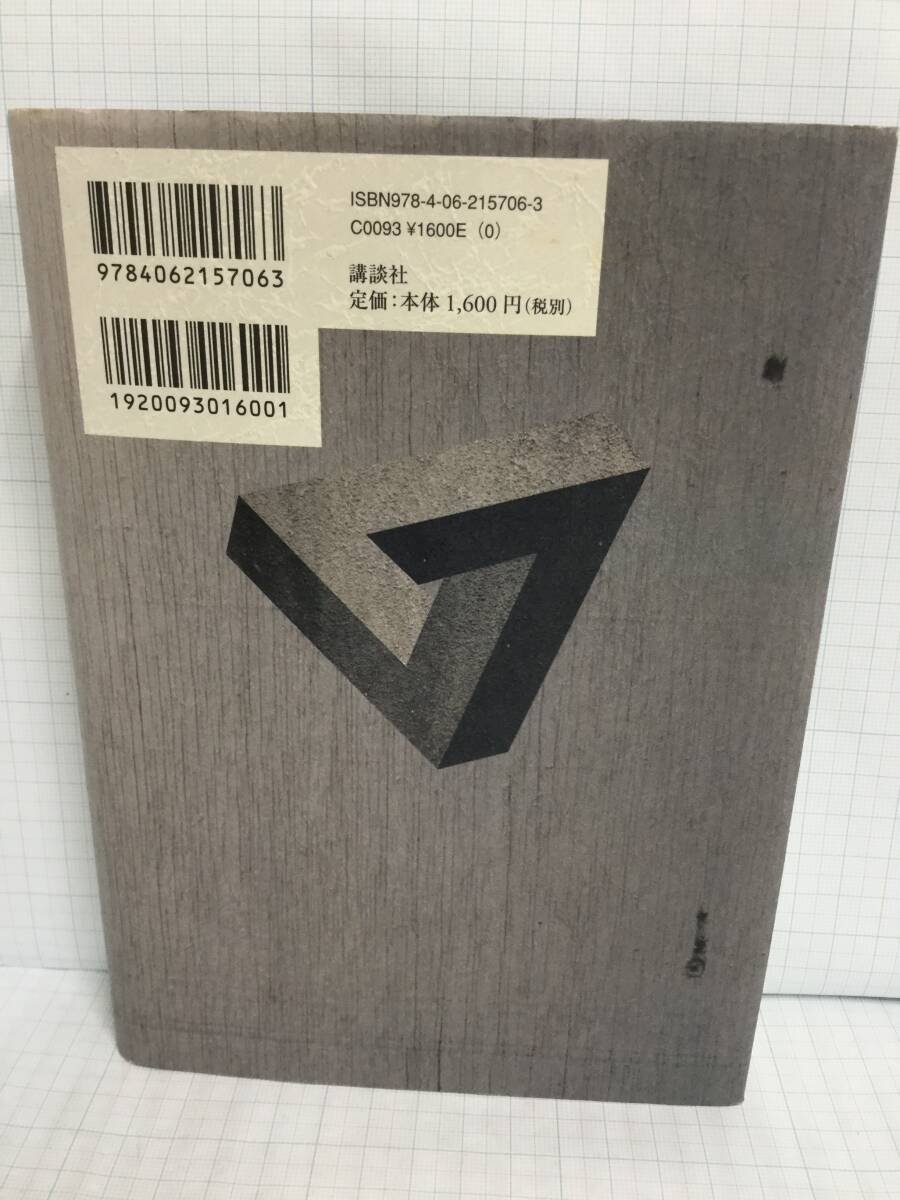 9784062157063
1920093016001
ISBN978-4-06-215706-3
C0093 ¥1600E (0)
講談社
定価：本体 1,600 円（税別）